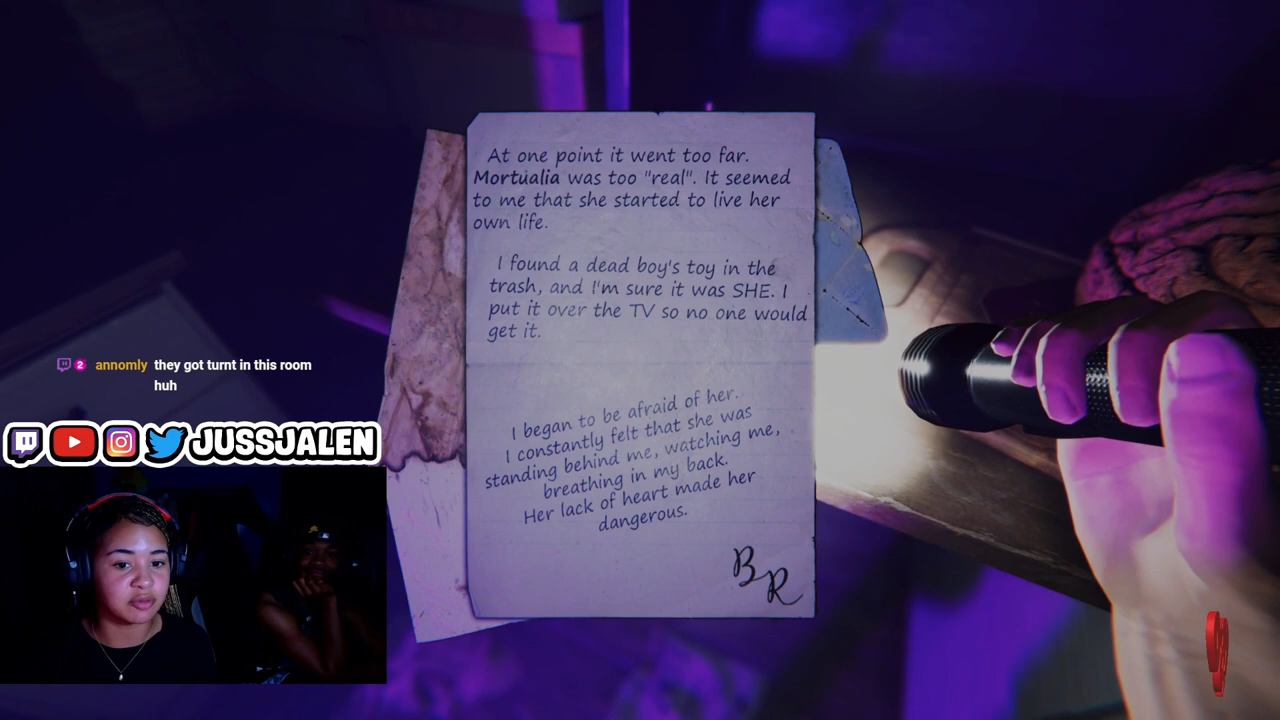 At one point it went too far.
Mortualia was too "real". It seemed
to me that she started to live her
own life.
I found a dead boy's toy in the
trash, and I'm sure it was SHE. I
put it over the TV so no one would
get it.
I began to be afraid of her.
I constantly felt that she was
standing behind me, watching me,
breathing in my back.
Her lack of heart made her
dangerous.
BR
2 annomly they got turnt in this room
huh
JUSSJALEN